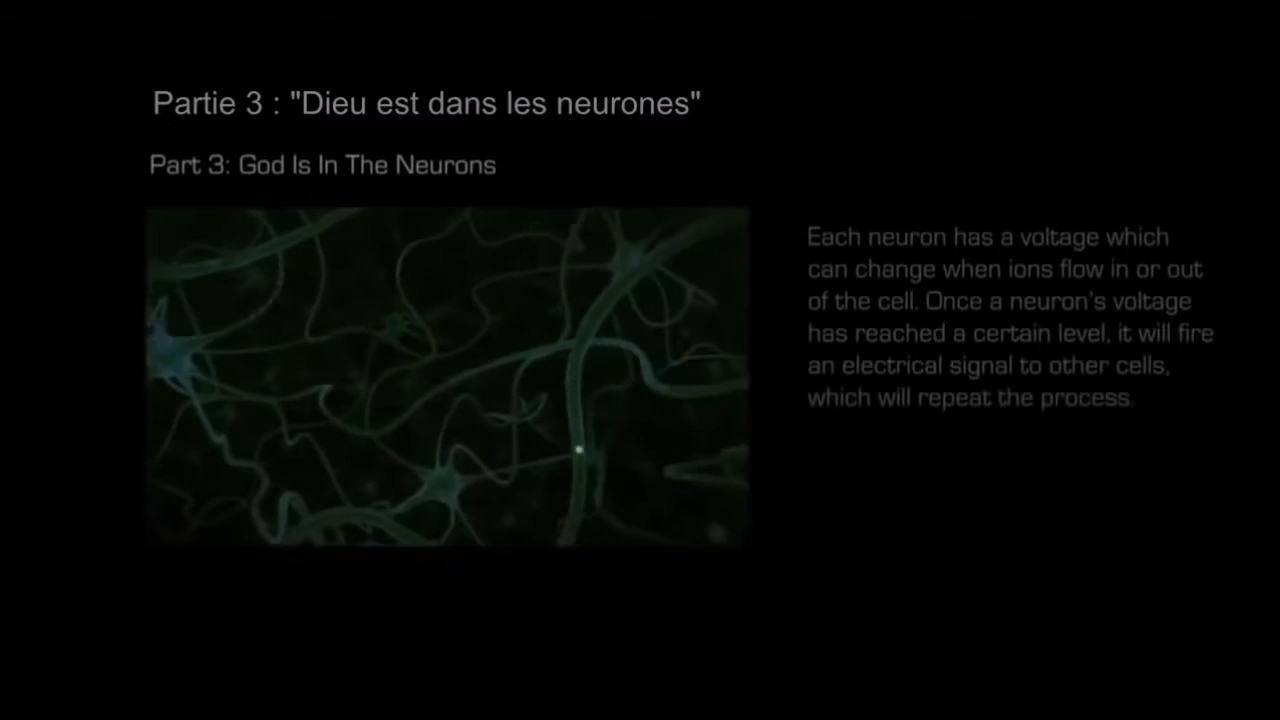 Partie 3 : "Dieu est dans les neurones"
Part 3: God Is In The Neurons
Each neuron has a voltage which
can change when ions flow in or out
of the cell. Once a neuron's voltage
has reached a certain level, it will fire
an electrical signal to other cells,
which will repeat the process.